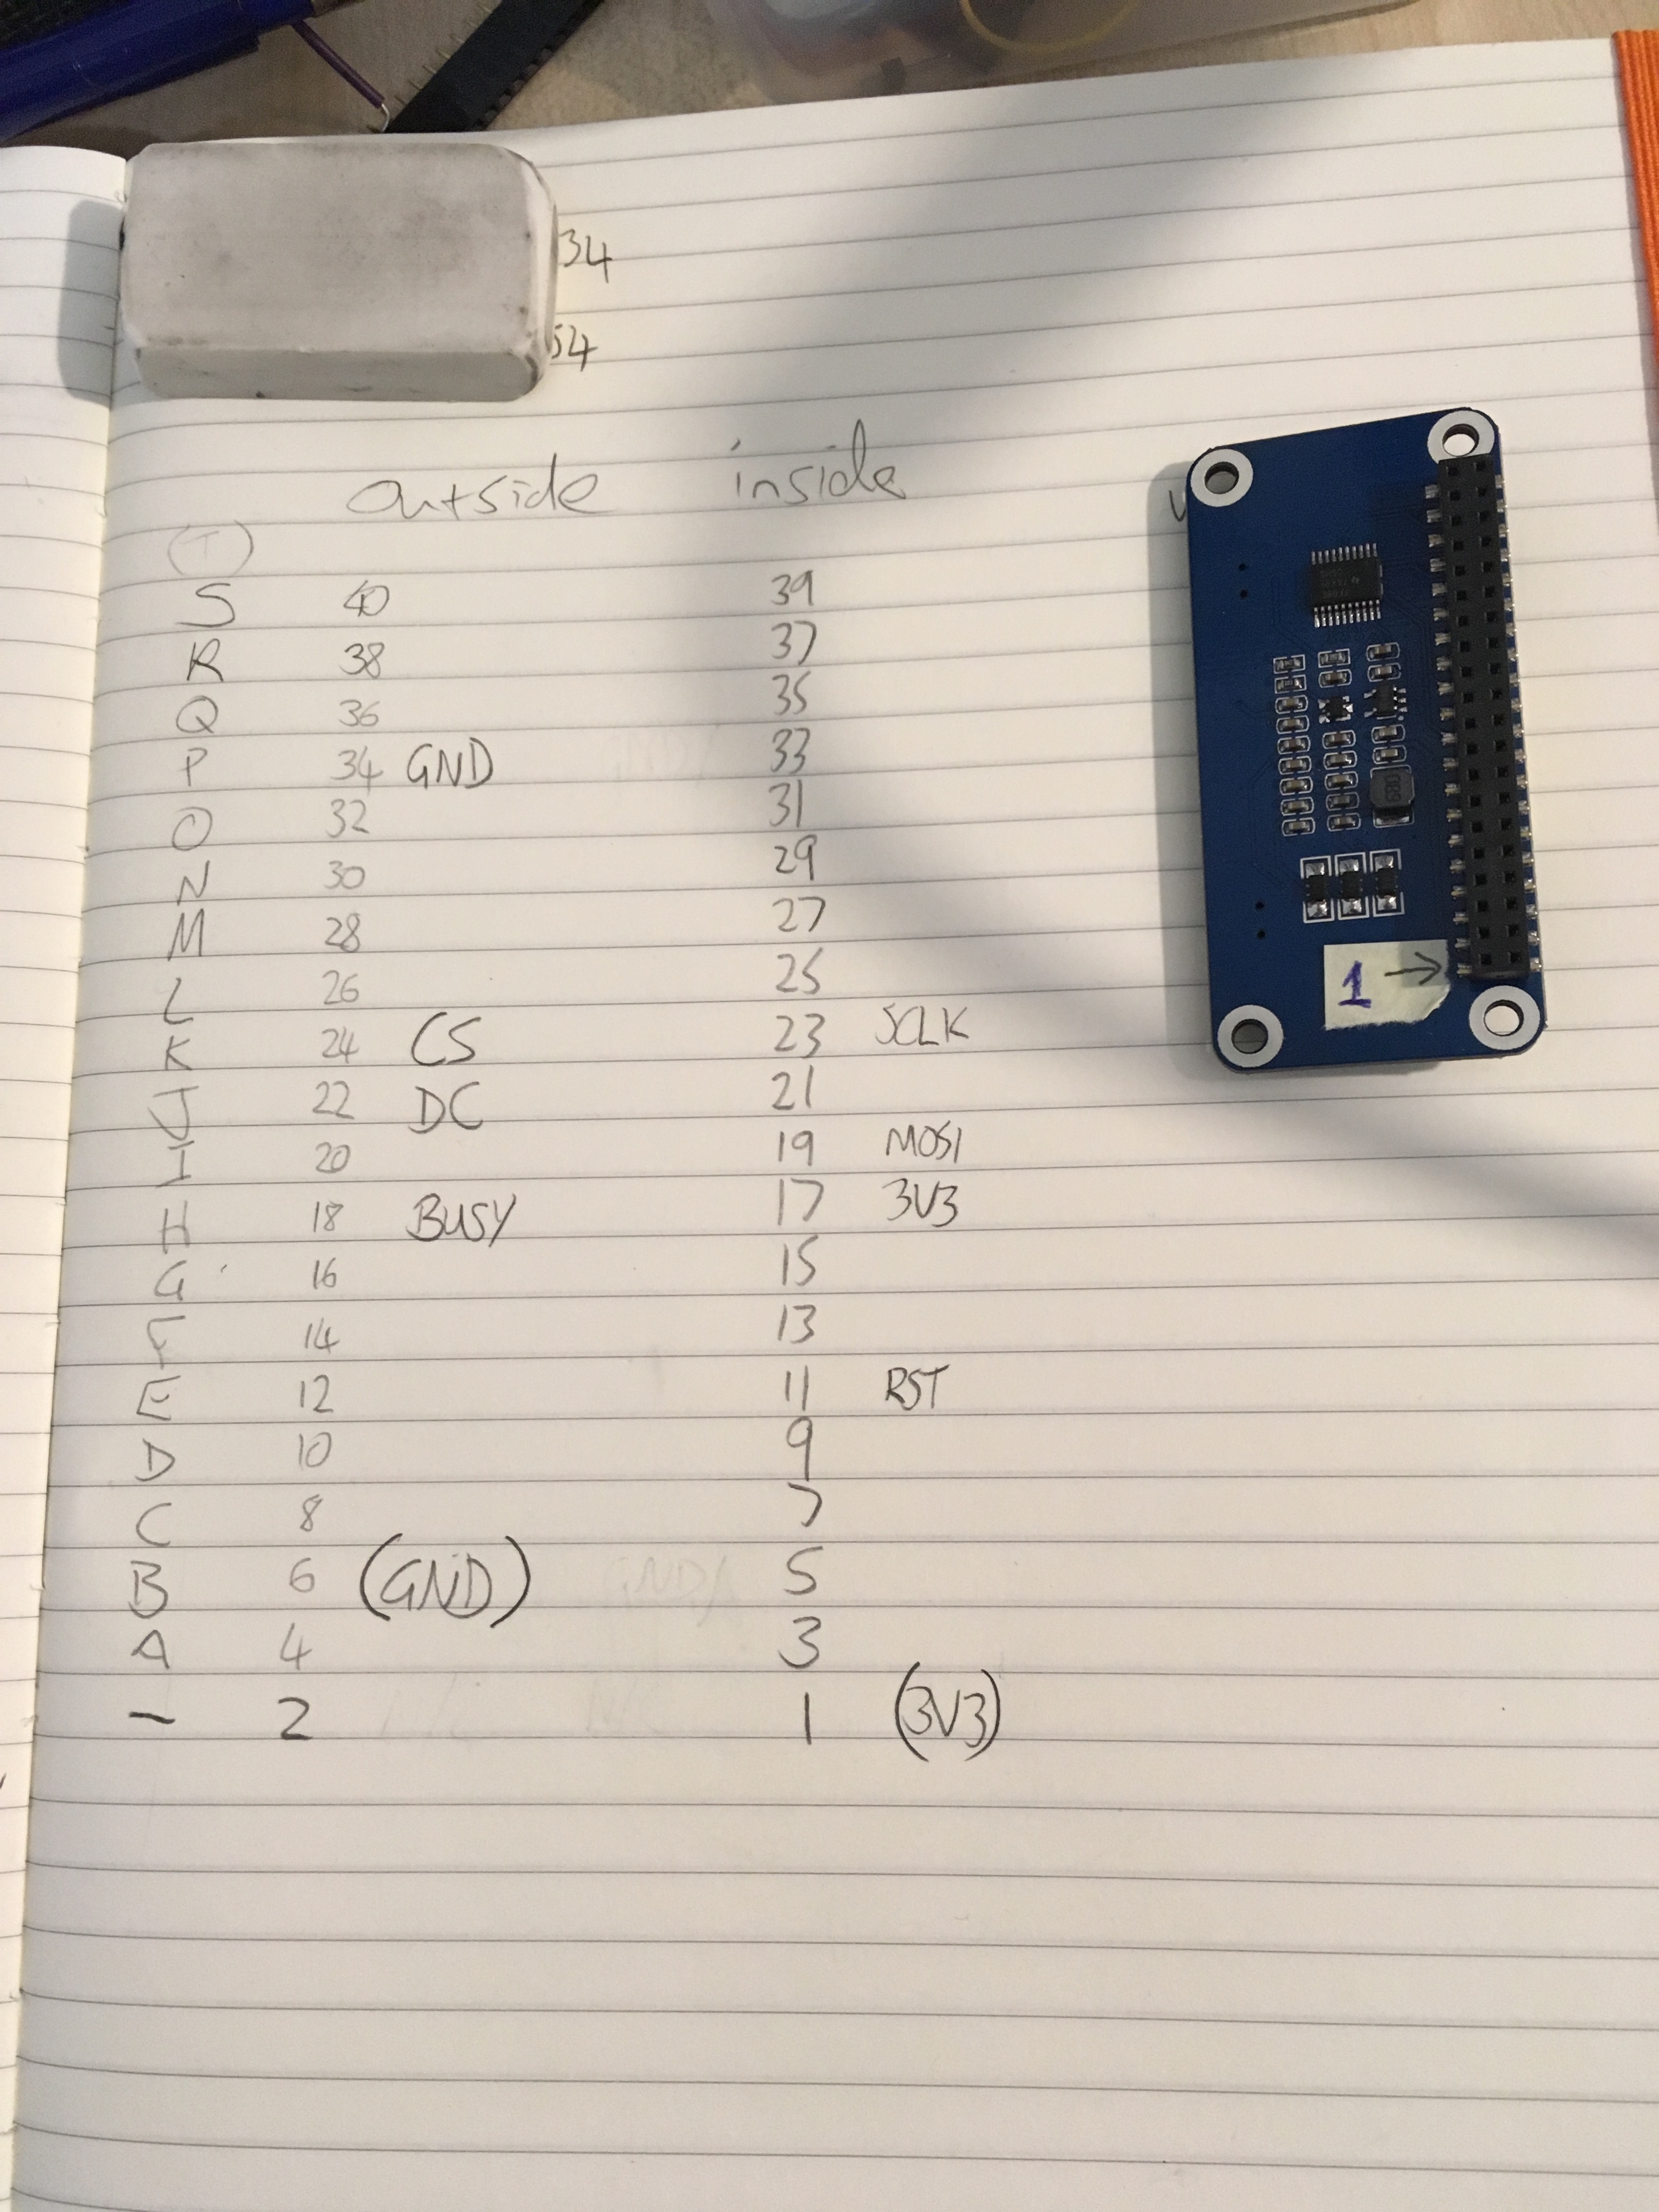 34
54
outside inside
(T)
S 40 39
R 38 37
Q 36 35
P 34 GND 33
O 32 31
N 30 29
M 28 27
L 26 25
K 24 CS 23 SCLK
J 22 DC 21
I 20 19 MOSI
H 18 BUSY 17 3V3
G 16 15
F 14 13
E 12 11 RST
D 10 9
C 8 7
B 6 (GND) 5
A 4 3
- 2 1 (3V3)
1 →
680